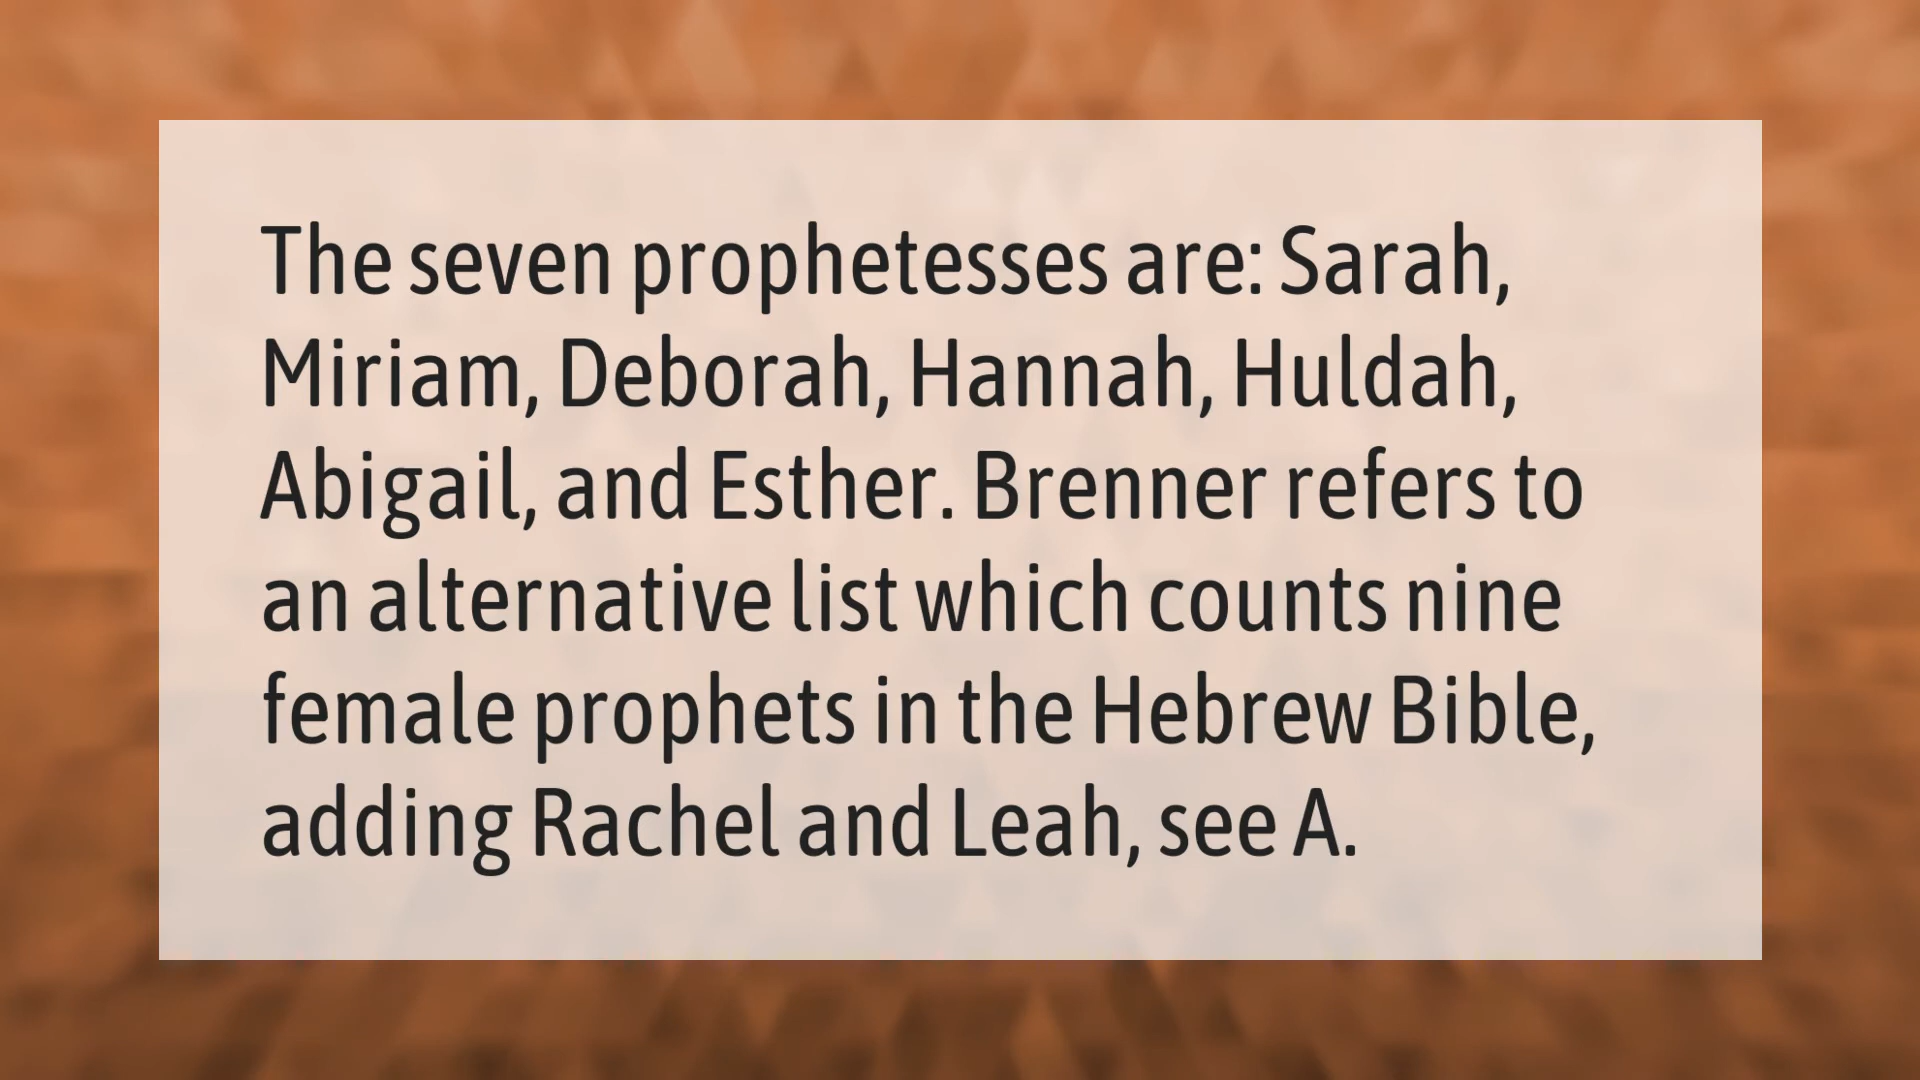 The seven prophetesses are: Sarah,
Miriam, Deborah, Hannah, Huldah,
Abigail, and Esther. Brenner refers to
an alternative list which counts nine
female prophets in the Hebrew Bible,
adding Rachel and Leah, see A.